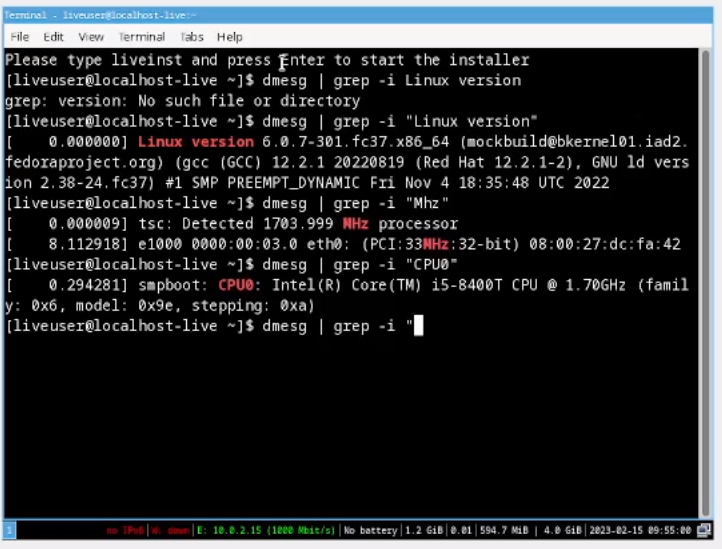 Terminal - liveuser@localhost-live:~
File Edit View Terminal Tabs Help
Please type liveinst and press Enter to start the installer
[liveuser@localhost-live ~]$ dmesg | grep -i Linux version
grep: version: No such file or directory
[liveuser@localhost-live ~]$ dmesg | grep -i "Linux version"
[    0.000000] Linux version 6.0.7-301.fc37.x86_64 (mockbuild@bkernel01.iad2.
fedoraproject.org) (gcc (GCC) 12.2.1 20220819 (Red Hat 12.2.1-2), GNU ld vers
ion 2.38-24.fc37) #1 SMP PREEMPT_DYNAMIC Fri Nov 4 18:35:48 UTC 2022
[liveuser@localhost-live ~]$ dmesg | grep -i "Mhz"
[    0.000009] tsc: Detected 1703.999 MHz processor
[    8.112918] e1000 0000:00:03.0 eth0: (PCI:33MHz:32-bit) 08:00:27:dc:fa:42
[liveuser@localhost-live ~]$ dmesg | grep -i "CPU0"
[    0.294281] smpboot: CPU0: Intel(R) Core(TM) i5-8400T CPU @ 1.70GHz (famil
y: 0x6, model: 0x9e, stepping: 0xa)
[liveuser@localhost-live ~]$ dmesg | grep -i "
1 no IPv6|W: down|E: 10.0.2.15 (1000 Mbit/s)|No battery|1.2 GiB|0.01|594.7 MiB | 4.0 GiB|2023-02-15 09:55:00